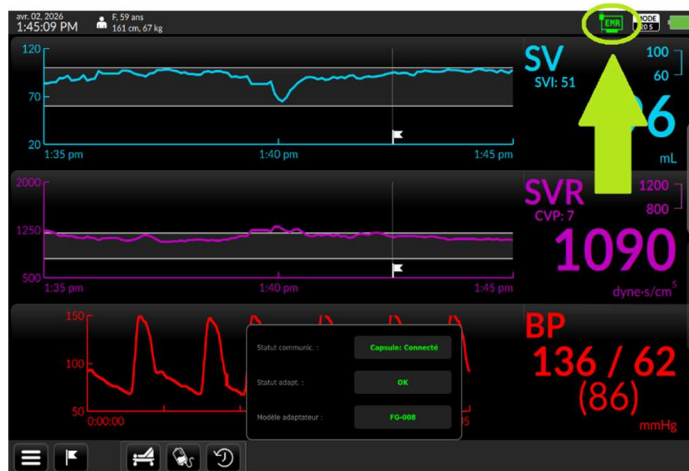 avr. 02, 2026
1:45:09 PM
F, 59 ans
161 cm, 67 kg
EMR
MODE
20 S
120
70
20
1:35 pm
1:40 pm
1:45 pm
SV
SVI: 51
100
60
6
mL
2000
1250
500
1:35 pm
1:40 pm
1:45 pm
SVR
CVP: 7
1200
800
1090
dyne-s/cm5
150
100
50
0:00:00
BP
136 / 62
(86)
mmHg
Statut communic. :
Capsule: Connecté
Statut adapt. :
OK
Modèle adaptateur :
FG-008